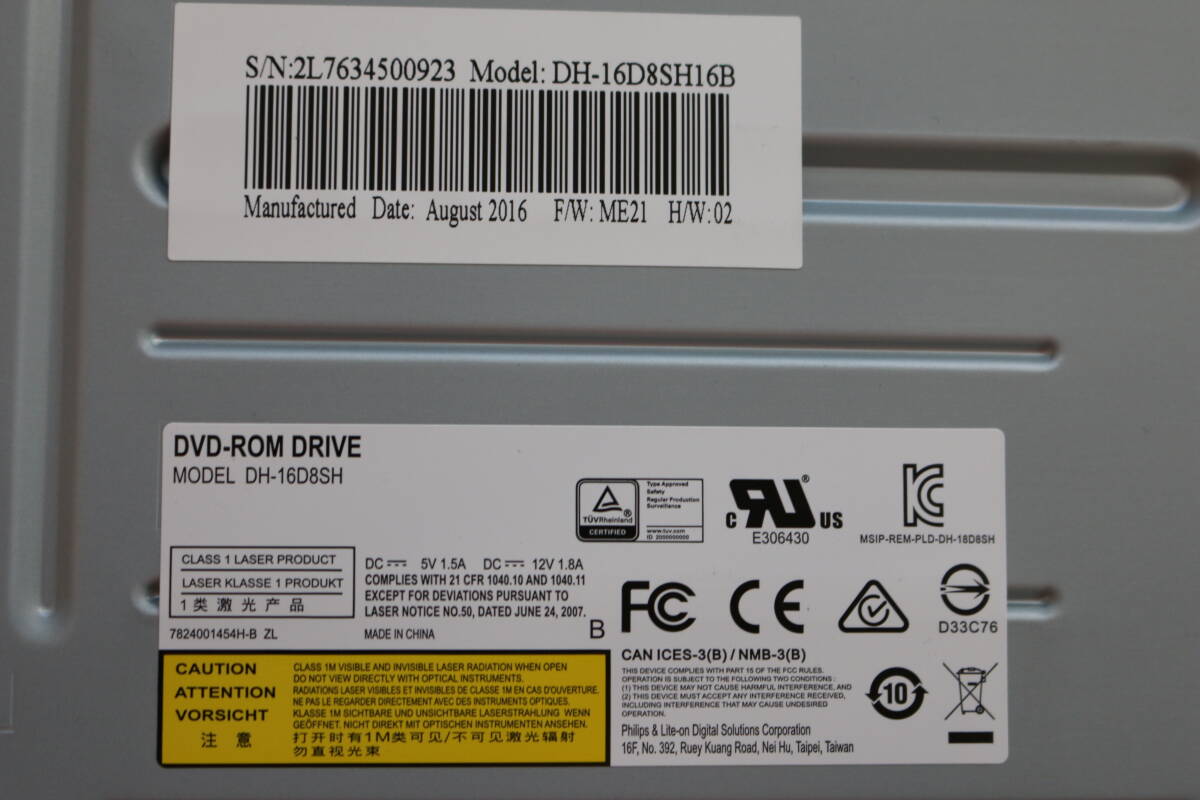 S/N:2L7634500923 Model: DH-16D8SH16B
Manufactured Date: August 2016 F/W: ME21 H/W:02
DVD-ROM DRIVE
MODEL DH-16D8SH
CLASS 1 LASER PRODUCT
LASER KLASSE 1 PRODUKT
1 类 激 光 产 品
7824001454H-B ZL
DC 5V 1.5A DC 12V 1.8A
COMPLIES WITH 21 CFR 1040.10 AND 1040.11
EXCEPT FOR DEVIATIONS PURSUANT TO
LASER NOTICE NO.50, DATED JUNE 24, 2007.
MADE IN CHINA
B
TÜVRheinland
®
CERTIFIED
Type Approved
Safety
Regular Production
Surveillance
www.tuv.com
ID 2000000000
C RU ® US
E306430
KC
MSIP-REM-PLD-DH-18D8SH
FC CE
D33C76
CAUTION
ATTENTION
VORSICHT
注 意
CLASS 1M VISIBLE AND INVISIBLE LASER RADIATION WHEN OPEN
DO NOT VIEW DIRECTLY WITH OPTICAL INSTRUMENTS.
RADIATIONS LASER VISIBLES ET INVISIBLES DE CLASSE 1M EN CAS D'OUVERTURE.
NE PAS LE REGARDER DIRECTEMENT AVEC DES INSTRUMENTS OPTIQUES.
KLASSE 1M SICHTBARE UND UNSICHTBARE LASERSTRAHLUNG WENN
GEÖFFNET. NICHT DIREKT MIT OPTISCHEN INSTRUMENTEN ANSEHEN.
打开时有1M类可见/不可见激光辐射
勿直视光束
CAN ICES-3(B) / NMB-3(B)
THIS DEVICE COMPLIES WITH PART 15 OF THE FCC RULES.
OPERATION IS SUBJECT TO THE FOLLOWING TWO CONDITIONS :
(1) THIS DEVICE MAY NOT CAUSE HARMFUL INTERFERENCE, AND
(2) THIS DEVICE MUST ACCEPT ANY INTERFERENCE RECEIVED,
INCLUDING INTERFERENCE THAT MAY CAUSE UNDESIRED
OPERATION.
10
Philips & Lite-on Digital Solutions Corporation
16F, No. 392, Ruey Kuang Road, Nei Hu, Taipei, Taiwan